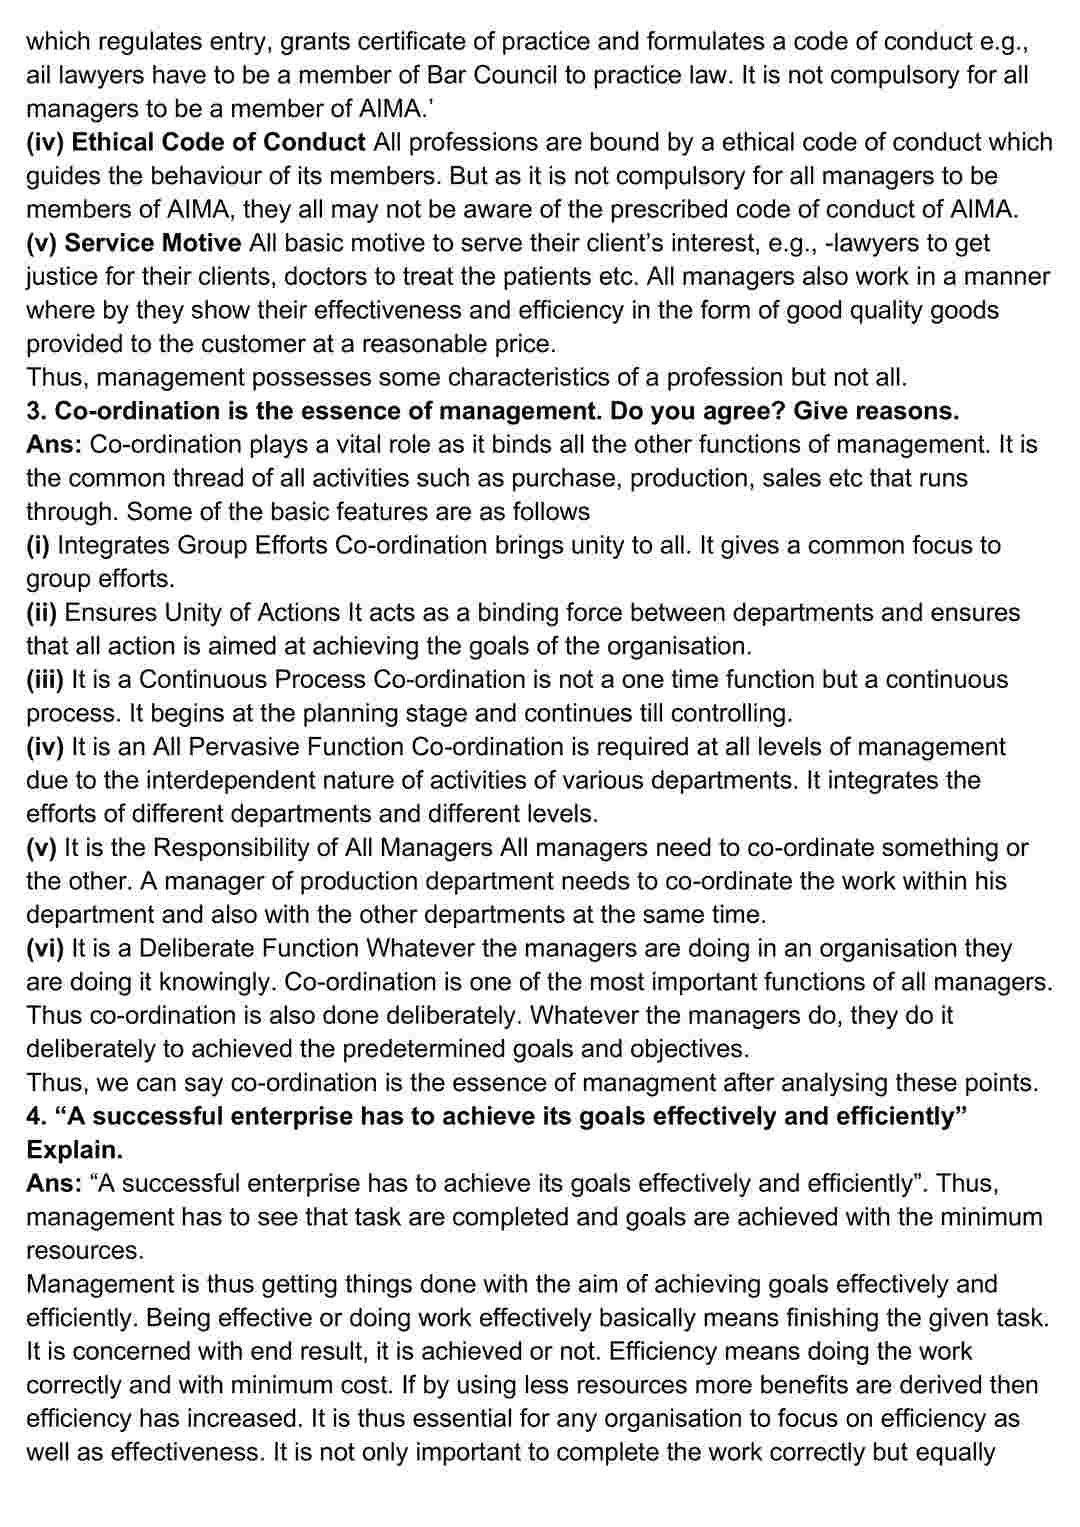 which regulates entry, grants certificate of practice and formulates a code of conduct e.g.,
ail lawyers have to be a member of Bar Council to practice law. It is not compulsory for all
managers to be a member of AIMA.’
(iv) Ethical Code of Conduct All professions are bound by a ethical code of conduct which
guides the behaviour of its members. But as it is not compulsory for all managers to be
members of AIMA, they all may not be aware of the prescribed code of conduct of AIMA.
(v) Service Motive All basic motive to serve their client’s interest, e.g., -lawyers to get
justice for their clients, doctors to treat the patients etc. All managers also work in a manner
where by they show their effectiveness and efficiency in the form of good quality goods
provided to the customer at a reasonable price.
Thus, management possesses some characteristics of a profession but not all.
3. Co-ordination is the essence of management. Do you agree? Give reasons.
Ans: Co-ordination plays a vital role as it binds all the other functions of management. It is
the common thread of all activities such as purchase, production, sales etc that runs
through. Some of the basic features are as follows
(i) Integrates Group Efforts Co-ordination brings unity to all. It gives a common focus to
group efforts.
(ii) Ensures Unity of Actions It acts as a binding force between departments and ensures
that all action is aimed at achieving the goals of the organisation.
(iii) It is a Continuous Process Co-ordination is not a one time function but a continuous
process. It begins at the planning stage and continues till controlling.
(iv) It is an All Pervasive Function Co-ordination is required at all levels of management
due to the interdependent nature of activities of various departments. It integrates the
efforts of different departments and different levels.
(v) It is the Responsibility of All Managers All managers need to co-ordinate something or
the other. A manager of production department needs to co-ordinate the work within his
department and also with the other departments at the same time.
(vi) It is a Deliberate Function Whatever the managers are doing in an organisation they
are doing it knowingly. Co-ordination is one of the most important functions of all managers.
Thus co-ordination is also done deliberately. Whatever the managers do, they do it
deliberately to achieved the predetermined goals and objectives.
Thus, we can say co-ordination is the essence of managment after analysing these points.
4. “A successful enterprise has to achieve its goals effectively and efficiently”
Explain.
Ans: “A successful enterprise has to achieve its goals effectively and efficiently”. Thus,
management has to see that task are completed and goals are achieved with the minimum
resources.
Management is thus getting things done with the aim of achieving goals effectively and
efficiently. Being effective or doing work effectively basically means finishing the given task.
It is concerned with end result, it is achieved or not. Efficiency means doing the work
correctly and with minimum cost. If by using less resources more benefits are derived then
efficiency has increased. It is thus essential for any organisation to focus on efficiency as
well as effectiveness. It is not only important to complete the work correctly but equally